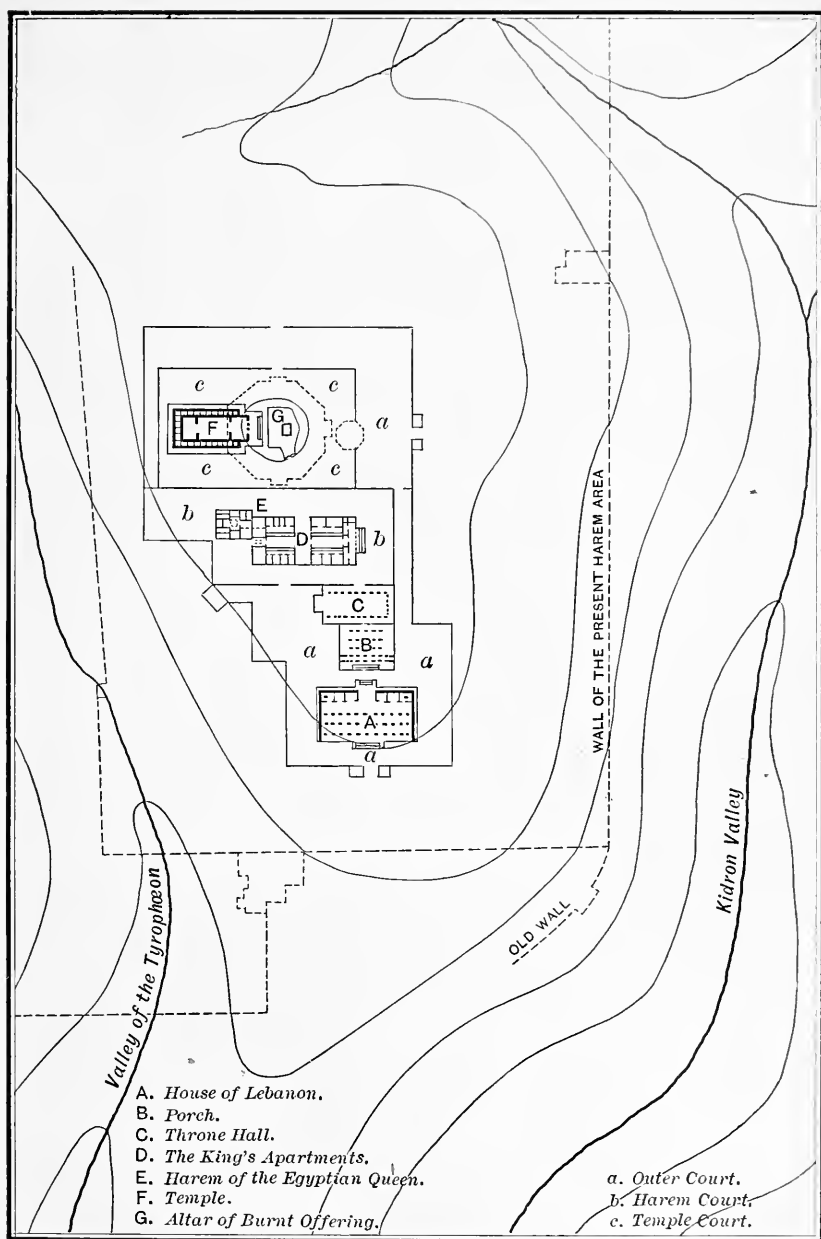 c
c
a
G
F
c
c
E
b
D
b
C
B
a
a
A
a
WALL OF THE PRESENT HAREM AREA
OLD WALL
Kidron Valley
Valley of the Tyrophœon
A. House of Lebanon.
B. Porch.
C. Throne Hall.
D. The King's Apartments.
E. Harem of the Egyptian Queen.
F. Temple.
G. Altar of Burnt Offering.
a. Outer Court.
b. Harem Court.
c. Temple Court.